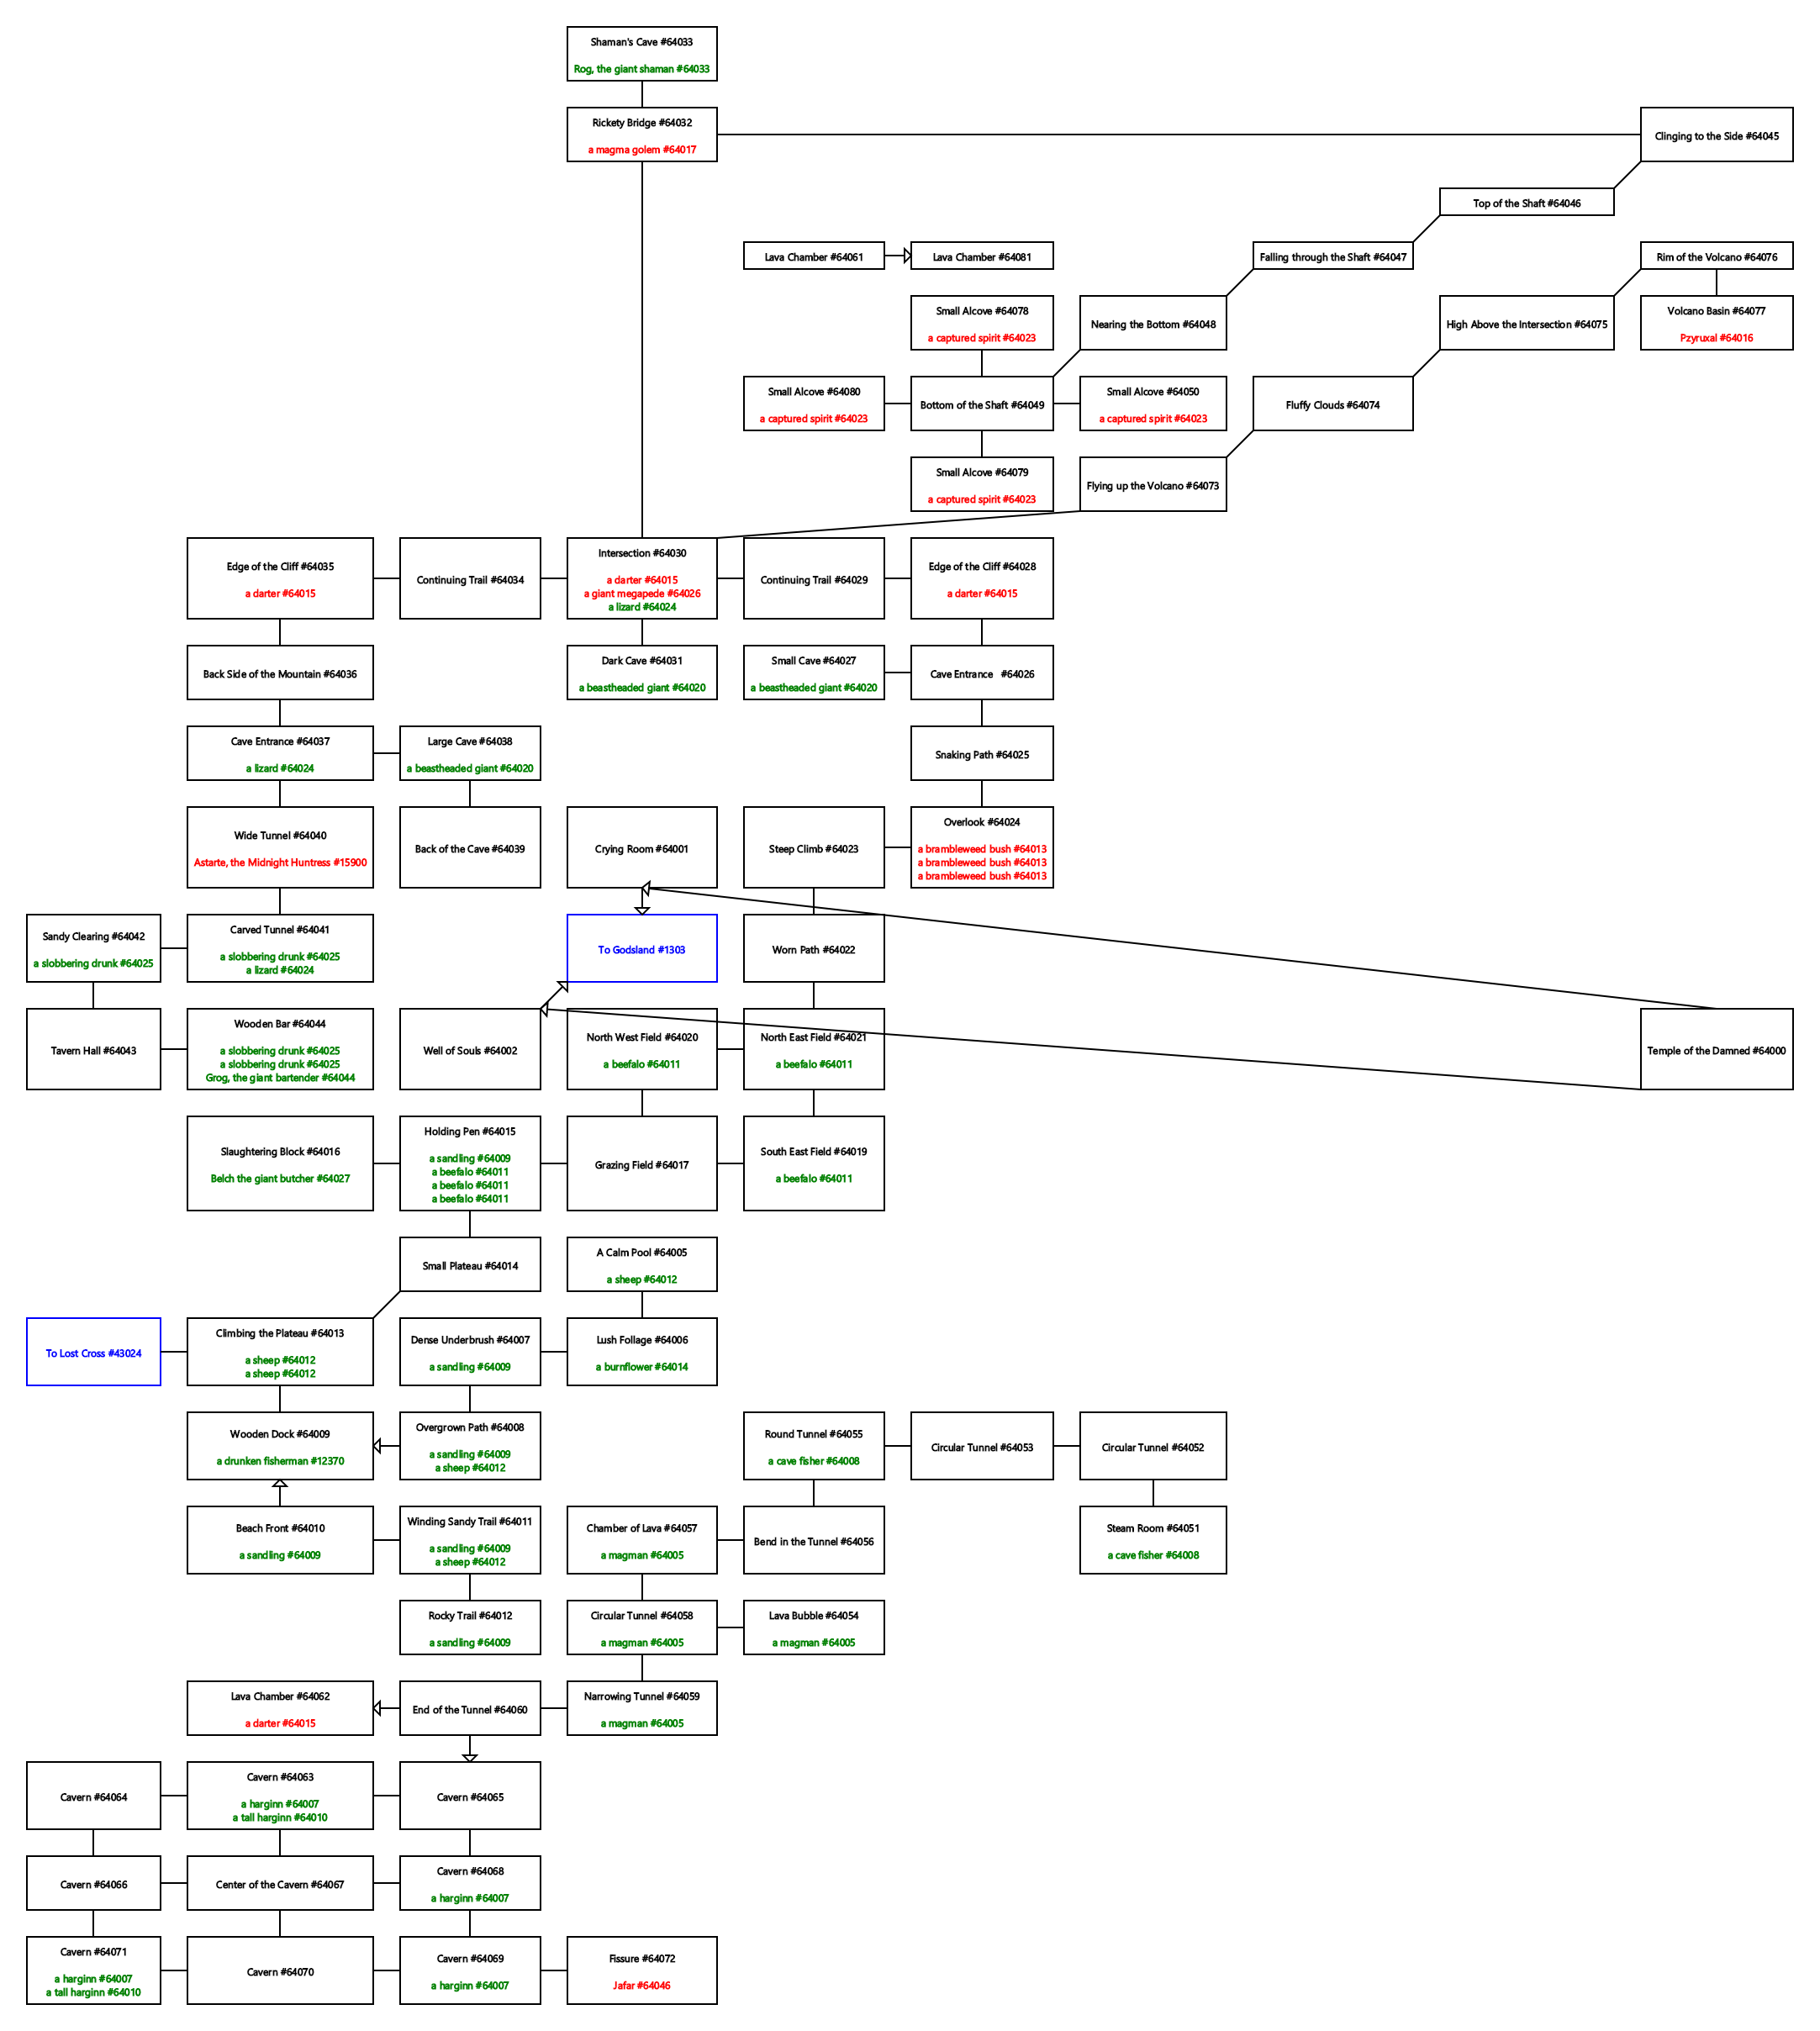 Shaman's Cave #64033
Rog, the giant shaman #64033
Rickety Bridge #64032
a magma golem #64017
Clinging to the Side #64045
Top of the Shaft #64046
Lava Chamber #64061
Lava Chamber #64081
Falling through the Shaft #64047
Rim of the Volcano #64076
Small Alcove #64078
a captured spirit #64023
Nearing the Bottom #64048
High Above the Intersection #64075
Volcano Basin #64077
Pzyruxal #64016
Small Alcove #64080
a captured spirit #64023
Bottom of the Shaft #64049
Small Alcove #64050
a captured spirit #64023
Fluffy Clouds #64074
Small Alcove #64079
a captured spirit #64023
Flying up the Volcano #64073
Edge of the Cliff #64035
a darter #64015
Continuing Trail #64034
Intersection #64030
a darter #64015
a giant megapede #64026
a lizard #64024
Continuing Trail #64029
Edge of the Cliff #64028
a darter #64015
Back Side of the Mountain #64036
Dark Cave #64031
a beastheaded giant #64020
Small Cave #64027
a beastheaded giant #64020
Cave Entrance #64026
Cave Entrance #64037
a lizard #64024
Large Cave #64038
a beastheaded giant #64020
Snaking Path #64025
Wide Tunnel #64040
Astarte, the Midnight Huntress #15900
Back of the Cave #64039
Crying Room #64001
Steep Climb #64023
Overlook #64024
a brambleweed bush #64013
a brambleweed bush #64013
a brambleweed bush #64013
Sandy Clearing #64042
a slobbering drunk #64025
Carved Tunnel #64041
a slobbering drunk #64025
a lizard #64024
To Godsland #1303
Worn Path #64022
Tavern Hall #64043
Wooden Bar #64044
a slobbering drunk #64025
a slobbering drunk #64025
Grog, the giant bartender #64044
Well of Souls #64002
North West Field #64020
a beefalo #64011
North East Field #64021
a beefalo #64011
Temple of the Damned #64000
Slaughtering Block #64016
Belch the giant butcher #64027
Holding Pen #64015
a sandling #64009
a beefalo #64011
a beefalo #64011
a beefalo #64011
Grazing Field #64017
South East Field #64019
a beefalo #64011
Small Plateau #64014
A Calm Pool #64005
a sheep #64012
To Lost Cross #43024
Climbing the Plateau #64013
a sheep #64012
a sheep #64012
Dense Underbrush #64007
a sandling #64009
Lush Follage #64006
a burnflower #64014
Wooden Dock #64009
a drunken fisherman #12370
Overgrown Path #64008
a sandling #64009
a sheep #64012
Round Tunnel #64055
a cave fisher #64008
Circular Tunnel #64053
Circular Tunnel #64052
Beach Front #64010
a sandling #64009
Winding Sandy Trail #64011
a sandling #64009
a sheep #64012
Chamber of Lava #64057
a magman #64005
Bend in the Tunnel #64056
Steam Room #64051
a cave fisher #64008
Rocky Trail #64012
a sandling #64009
Circular Tunnel #64058
a magman #64005
Lava Bubble #64054
a magman #64005
Lava Chamber #64062
a darter #64015
End of the Tunnel #64060
Narrowing Tunnel #64059
a magman #64005
Cavern #64064
Cavern #64063
a harginn #64007
a tall harginn #64010
Cavern #64065
Cavern #64066
Center of the Cavern #64067
Cavern #64068
a harginn #64007
Cavern #64071
a harginn #64007
a tall harginn #64010
Cavern #64070
Cavern #64069
a harginn #64007
Fissure #64072
Jafar #64046